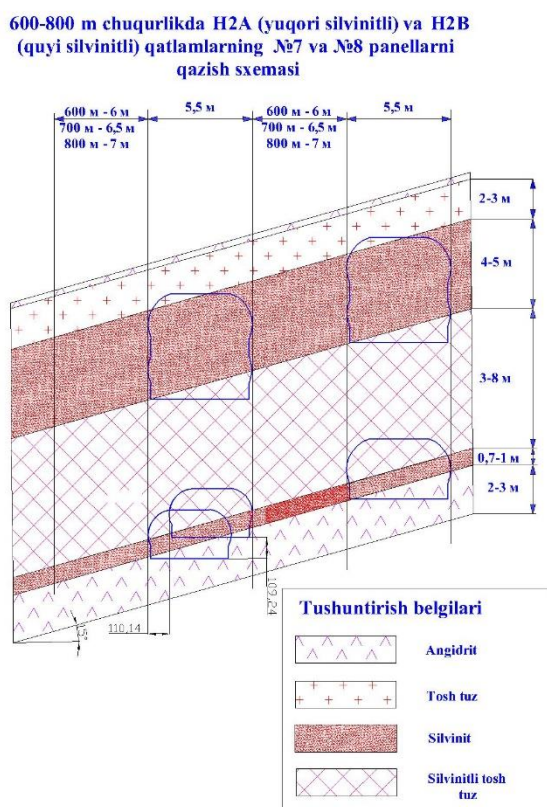 600-800 m chuqurlikda H2A (yuqori silvinitli) va H2B
(quyi silvinitli) qatlamlarning №7 va №8 panellarni
qazish sxemasi
600 м - 6 м
700 м - 6,5 м
800 м - 7 м
5,5 м
600 м - 6 м
700 м - 6,5 м
800 м - 7 м
5,5 м
2-3 м
4-5 м
3-8 м
0,7-1 м
2-3 м
109,24
110,14
15°
Tushuntirish belgilari
Angidrit
Tosh tuz
Silvinit
Silvinitli tosh
tuz